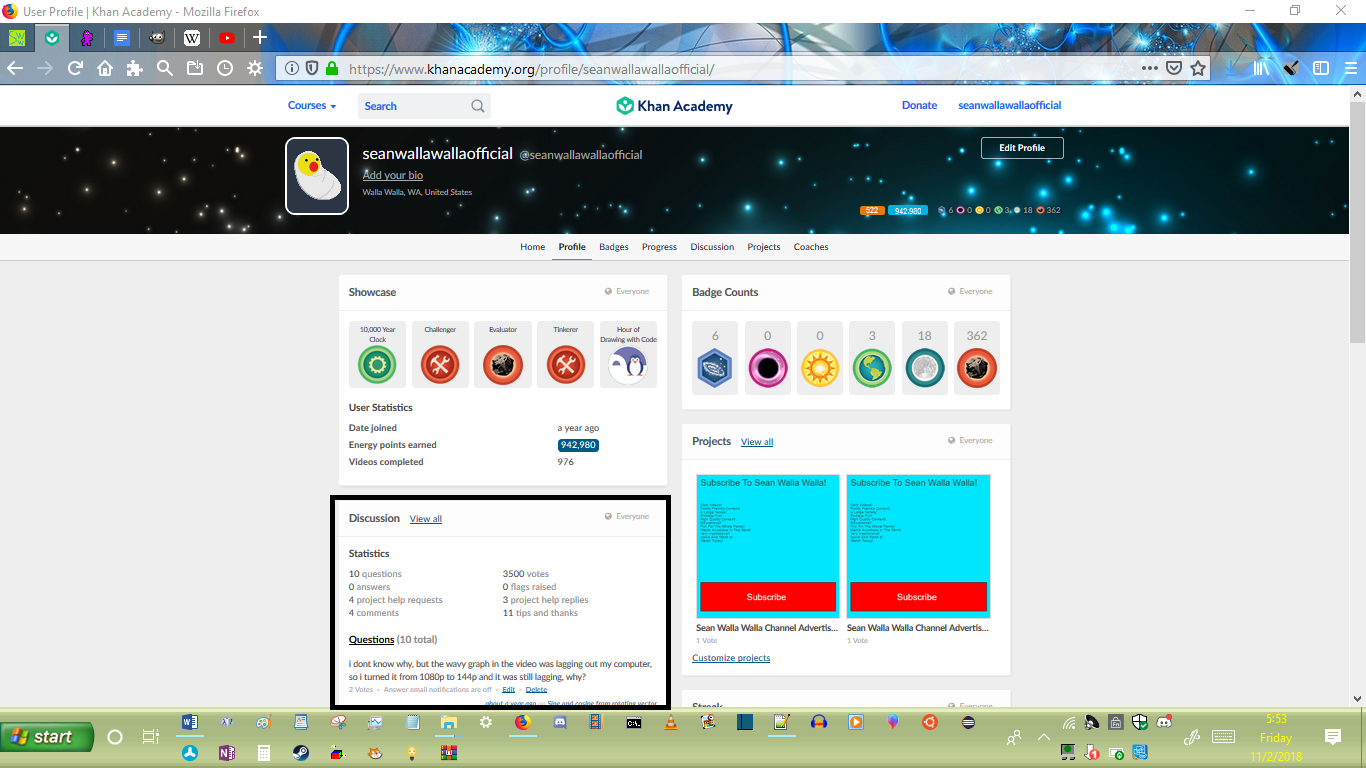 User Profile | Khan Academy - Mozilla Firefox
https://www.khanacademy.org/profile/seanwallawallaofficial/
Courses Search Khan Academy Donate seanwallawallaofficial
seanwallawallaofficial @seanwallawallaofficial Edit Profile
Add your bio
Walla Walla, WA, United States
522 942,980 6 0 0 3 18 362
Home Profile Badges Progress Discussion Projects Coaches
Showcase Everyone
10,000 Year Clock
Challenger
Evaluator
Tinkerer
Hour of Drawing with Code
User Statistics
Date joined a year ago
Energy points earned 942,980
Videos completed 976
Badge Counts Everyone
6 0 0 3 18 362
Projects View all Everyone
Subscribe To Sean Walla Walla! Subscribe To Sean Walla Walla!
Subscribe Subscribe
Sean Walla Walla Channel Advertis... Sean Walla Walla Channel Advertis...
1 Vote 1 Vote
Customize projects
Streak Everyone
Discussion View all Everyone
Statistics
10 questions 3500 votes
0 answers 0 flags raised
4 project help requests 3 project help replies
4 comments 11 tips and thanks
Questions (10 total)
i dont know why, but the wavy graph in the video was lagging out my computer,
so i turned it from 1080p to 144p and it was still lagging, why?
2 Votes • Answer email notifications are off • Edit • Delete
about a year ago — Sine and cosine from rotating vector
start
5:53
Friday
11/2/2018